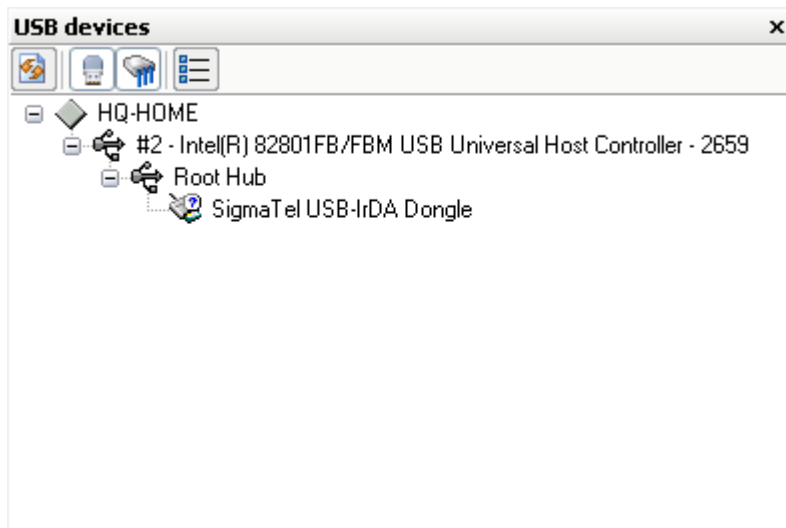 USB devices
HQ-HOME
#2 - Intel(R) 82801FB/FBM USB Universal Host Controller - 2659
Root Hub
SigmaTel USB-IrDA Dongle